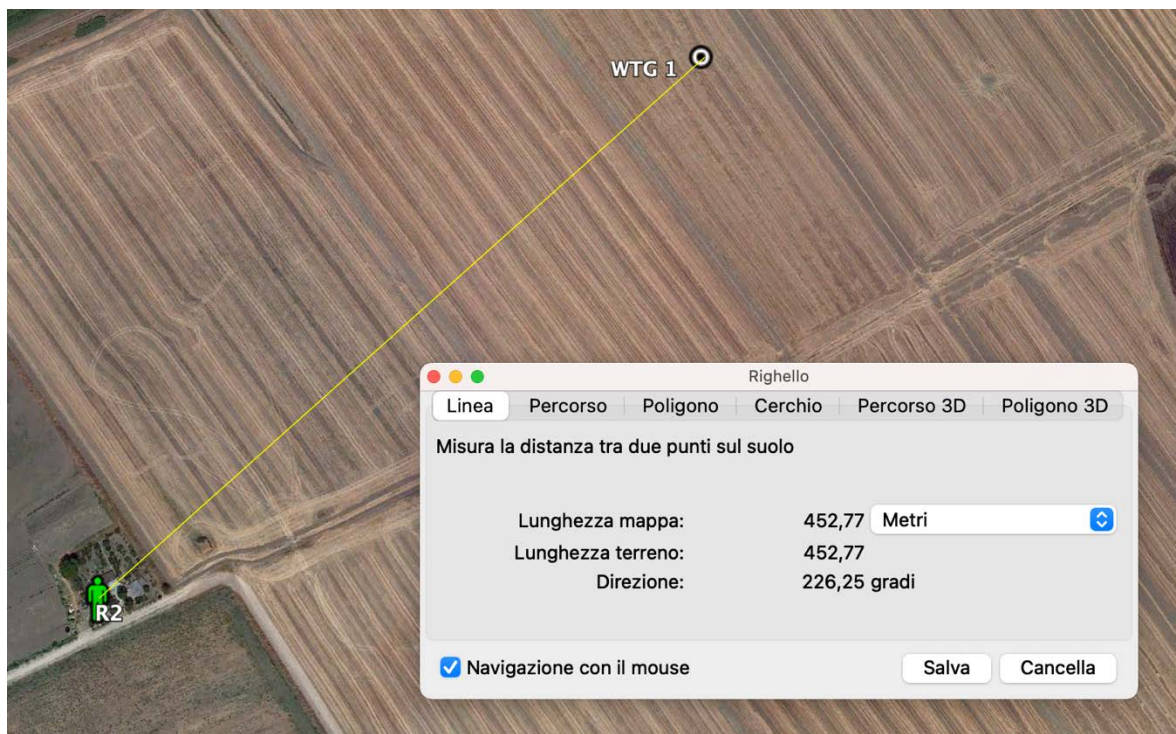 WTG 1
Righello
Linea Percorso Poligono Cerchio Percorso 3D Poligono 3D
Misura la distanza tra due punti sul suolo
Lunghezza mappa: 452,77 Metri
Lunghezza terreno: 452,77
Direzione: 226,25 gradi
R2
Navigazione con il mouse Salva Cancella